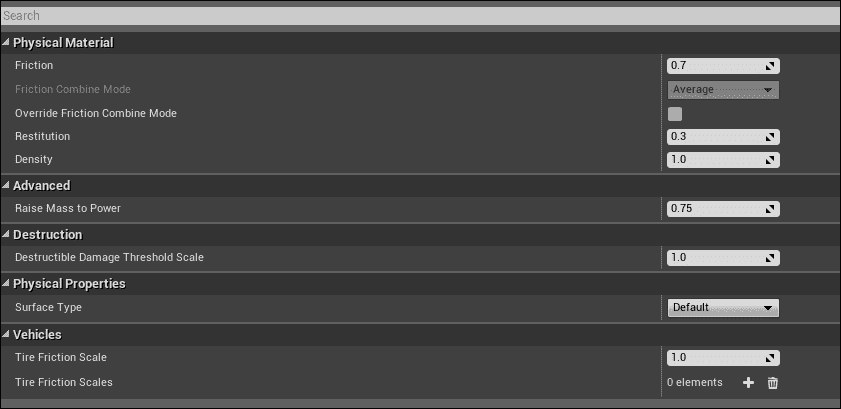 Search
Physical Material
Friction 0.7
Friction Combine Mode Average
Override Friction Combine Mode
Restitution 0.3
Density 1.0
Advanced
Raise Mass to Power 0.75
Destruction
Destructible Damage Threshold Scale 1.0
Physical Properties
Surface Type Default
Vehicles
Tire Friction Scale 1.0
Tire Friction Scales 0 elements